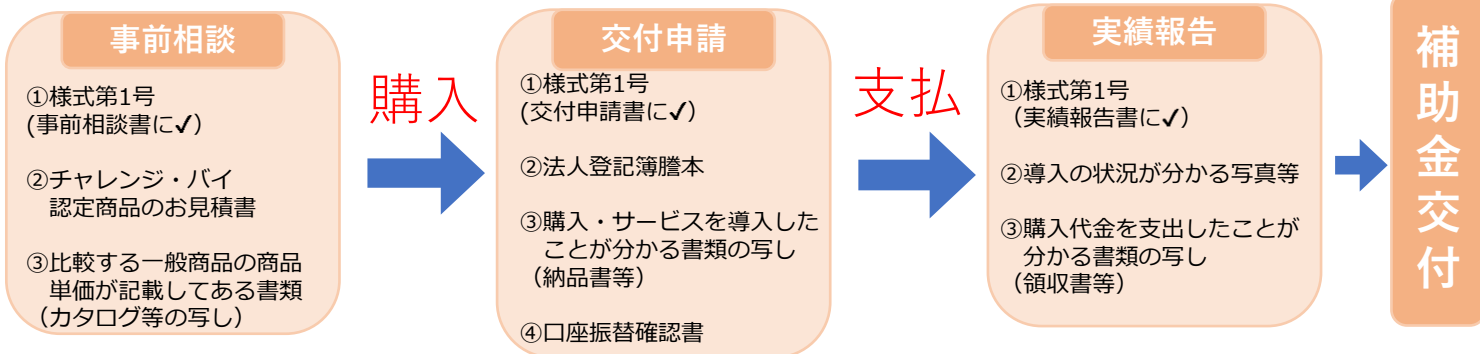 事前相談
①様式第1号
(事前相談書に✓)
②チャレンジ・バイ
認定商品のお見積書
③比較する一般商品の商品
単価が記載してある書類
（カタログ等の写し）
購入
交付申請
①様式第1号
(交付申請書に✓)
②法人登記簿謄本
③購入・サービスを導入した
ことが分かる書類の写し
（納品書等）
④口座振替確認書
支払
実績報告
①様式第1号
（実績報告書に✓）
②導入の状況が分かる写真等
③購入代金を支出したことが
分かる書類の写し
（領収書等）
補助金交付